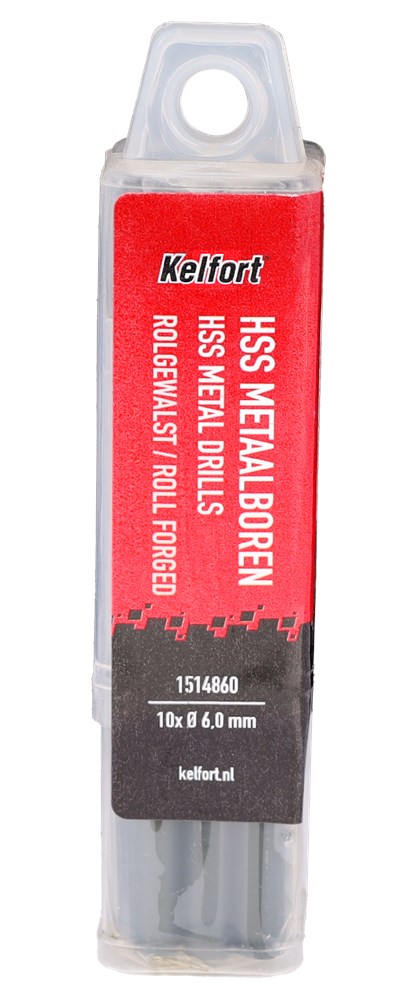 Kelfort
HSS METAALBOREN
HSS METAL DRILLS
ROLGEWALST / ROLL FORGED
1514860
10x Ø 6,0 mm
kelfort.nl